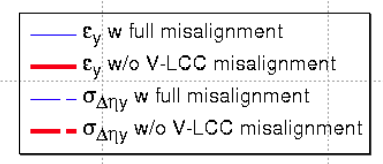 εy w full misalignment
εy w/o V-LCC misalignment
σΔηy w full misalignment
σΔηy w/o V-LCC misalignment